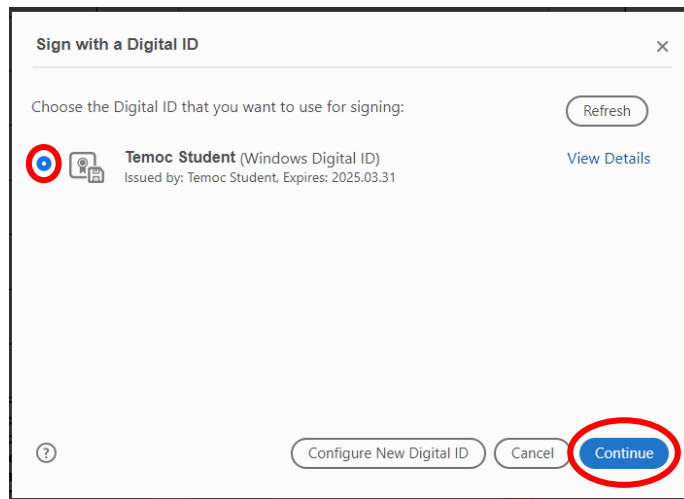 Sign with a Digital ID
Choose the Digital ID that you want to use for signing:
Refresh
Temoc Student (Windows Digital ID)
View Details
Issued by: Temoc Student, Expires: 2025.03.31
Configure New Digital ID
Cancel
Continue